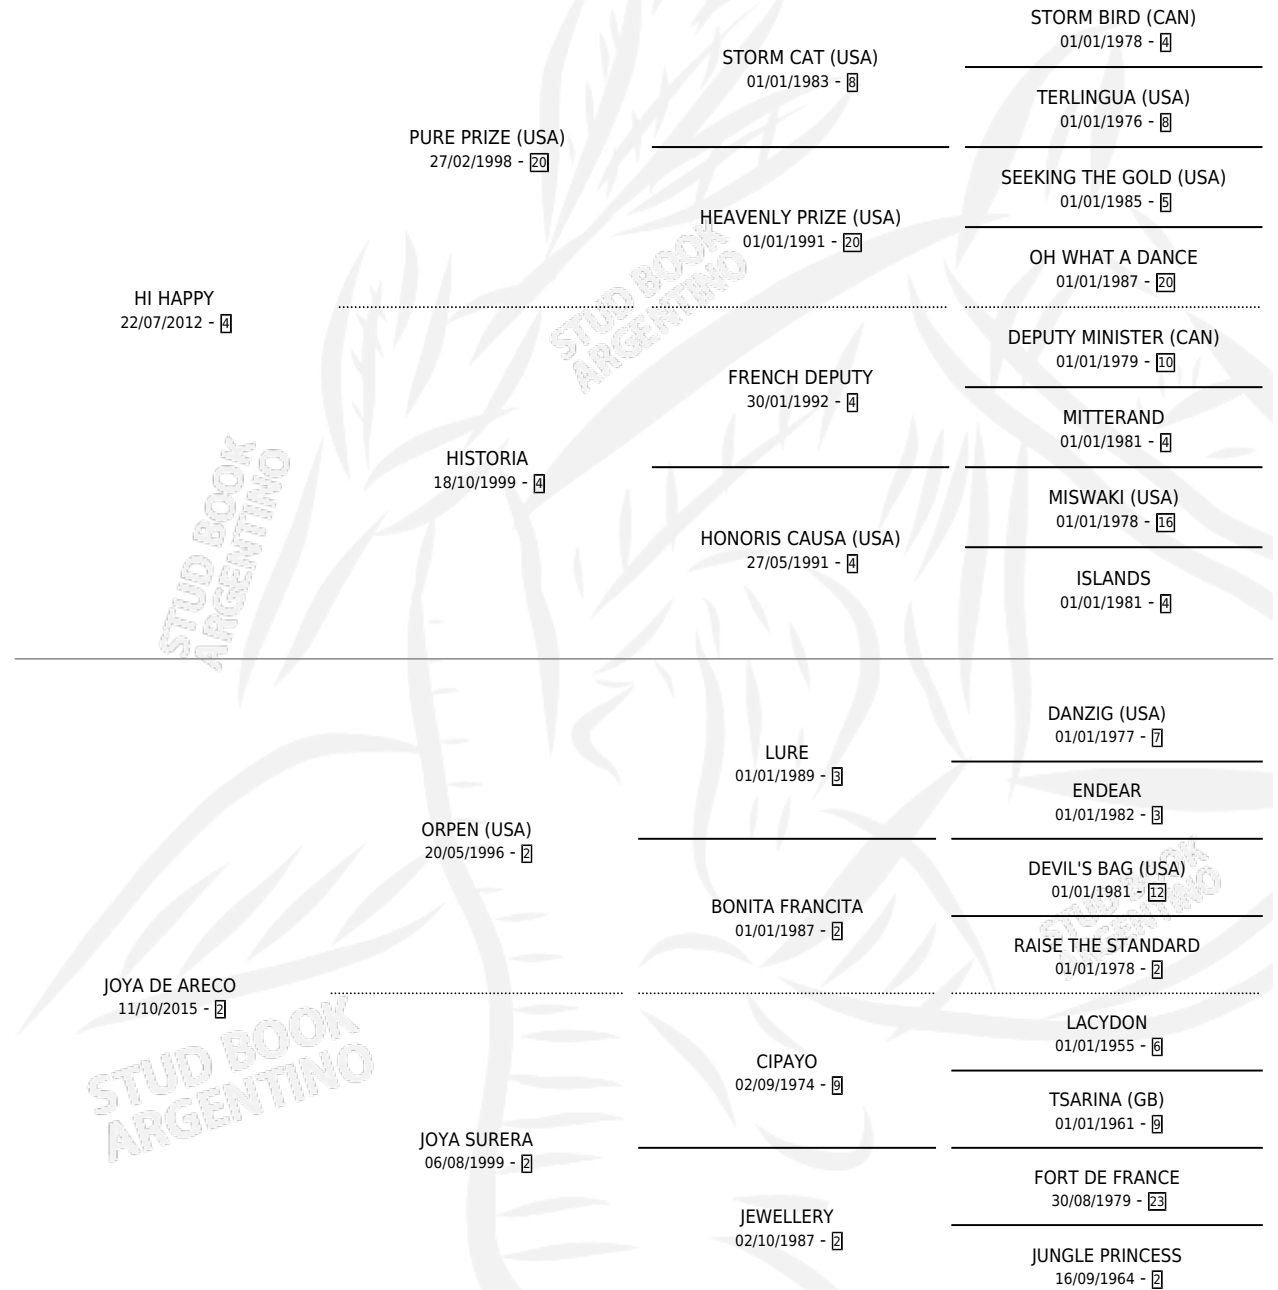 STORM BIRD (CAN)
01/01/1978 - 4
STORM CAT (USA)
01/01/1983 - 8
TERLINGUA (USA)
01/01/1976 - 8
PURE PRIZE (USA)
27/02/1998 - 20
SEEKING THE GOLD (USA)
01/01/1985 - 5
HEAVENLY PRIZE (USA)
01/01/1991 - 20
OH WHAT A DANCE
01/01/1987 - 20
HI HAPPY
22/07/2012 - 4
DEPUTY MINISTER (CAN)
01/01/1979 - 10
FRENCH DEPUTY
30/01/1992 - 4
MITTERAND
01/01/1981 - 4
HISTORIA
18/10/1999 - 4
MISWAKI (USA)
01/01/1978 - 16
HONORIS CAUSA (USA)
27/05/1991 - 4
ISLANDS
01/01/1981 - 4
DANZIG (USA)
01/01/1977 - 7
LURE
01/01/1989 - 3
ENDEAR
01/01/1982 - 3
ORPEN (USA)
20/05/1996 - 2
DEVIL'S BAG (USA)
01/01/1981 - 12
BONITA FRANCITA
01/01/1987 - 2
RAISE THE STANDARD
01/01/1978 - 2
JOYA DE ARECO
11/10/2015 - 2
LACYDON
01/01/1955 - 6
CIPAYO
02/09/1974 - 9
TSARINA (GB)
01/01/1961 - 9
JOYA SURERA
06/08/1999 - 2
FORT DE FRANCE
30/08/1979 - 23
JEWELLERY
02/10/1987 - 2
JUNGLE PRINCESS
16/09/1964 - 2
STUD BOOK
ARGENTINO
STUD BOOK
ARGENTINO
STUD BOOK
ARGENTINO
STUD BOOK
ARGENTINO